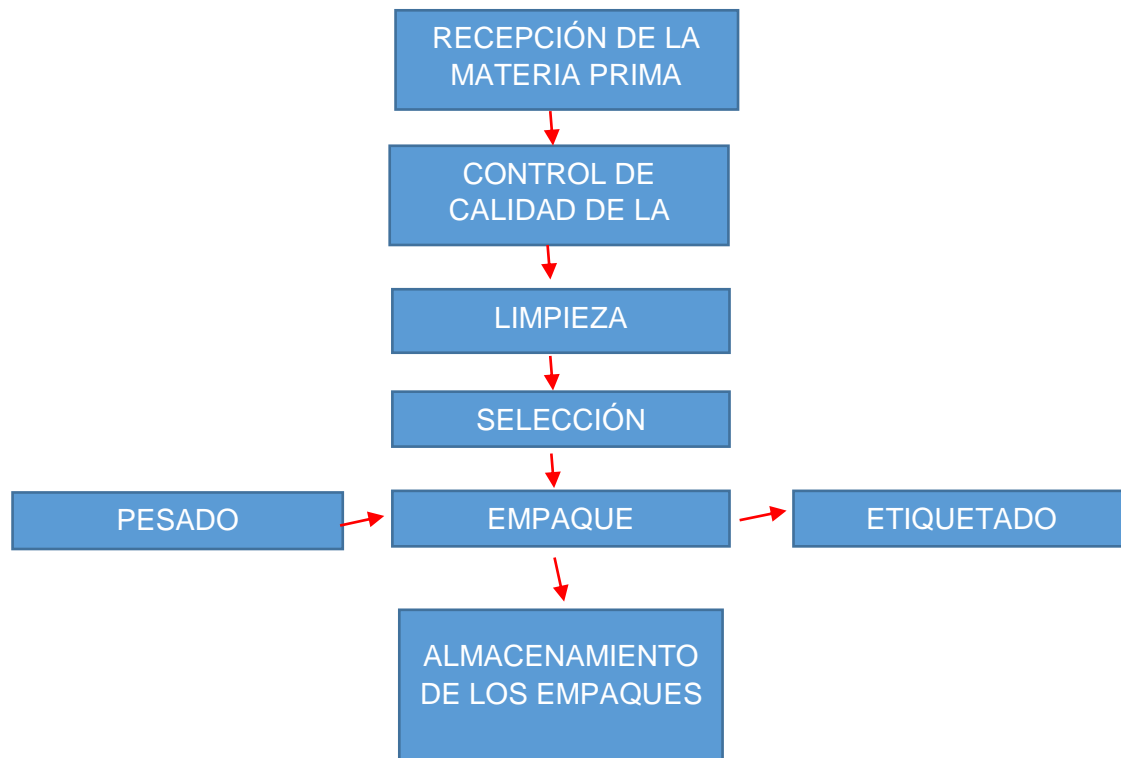 RECEPCIÓN DE LA
MATERIA PRIMA
CONTROL DE
CALIDAD DE LA
LIMPIEZA
SELECCIÓN
PESADO
EMPAQUE
ETIQUETADO
ALMACENAMIENTO
DE LOS EMPAQUES